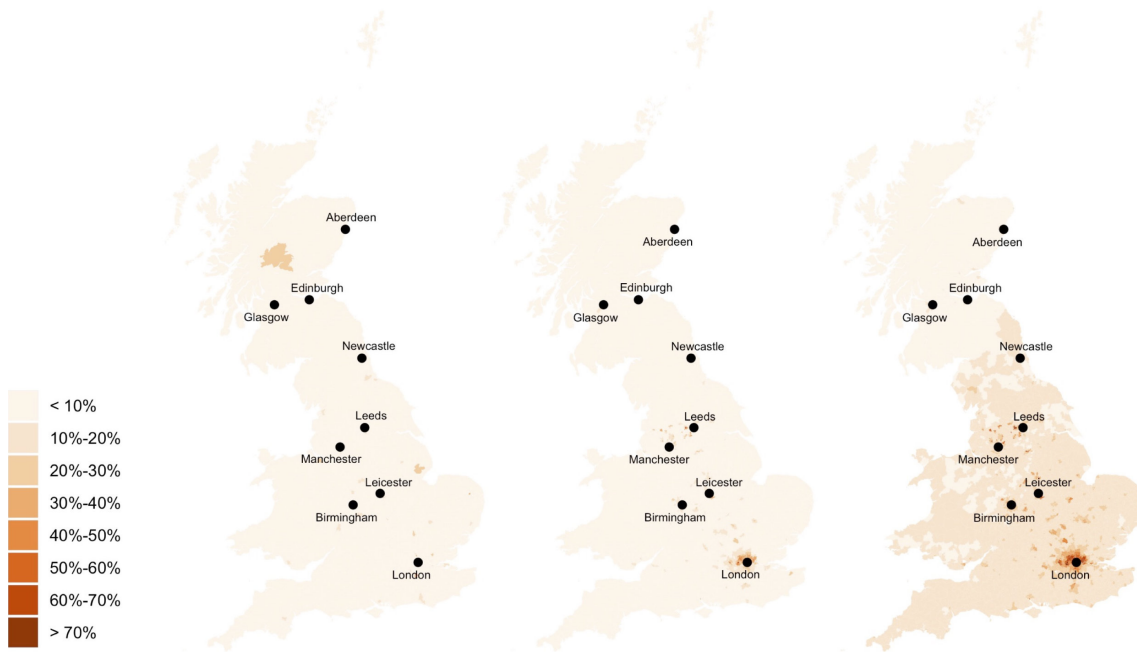 < 10%
10%-20%
20%-30%
30%-40%
40%-50%
50%-60%
60%-70%
> 70%
Aberdeen
Edinburgh
Glasgow
Newcastle
Leeds
Manchester
Leicester
Birmingham
London
Aberdeen
Edinburgh
Glasgow
Newcastle
Leeds
Manchester
Leicester
Birmingham
London
Aberdeen
Edinburgh
Glasgow
Newcastle
Leeds
Manchester
Leicester
Birmingham
London